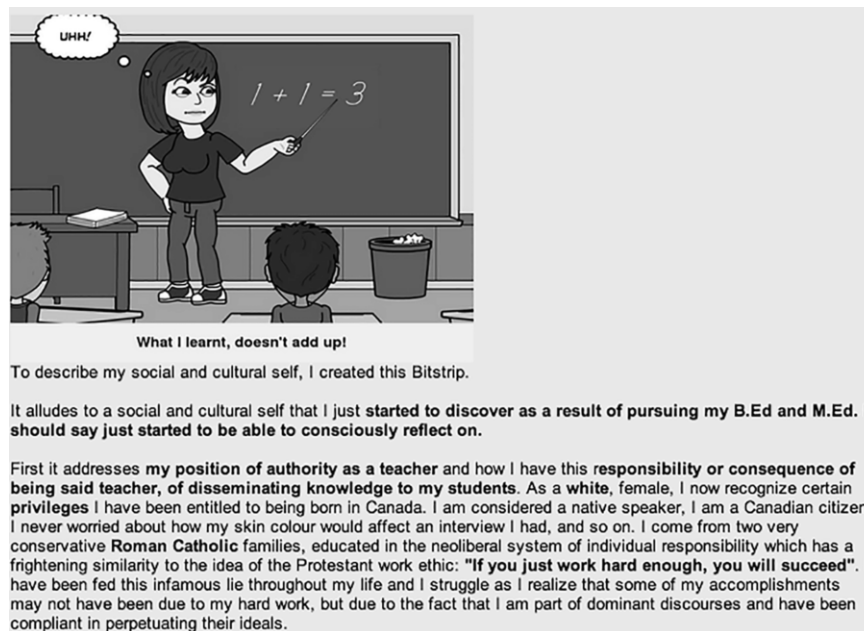 UHH!
1 + 1 = 3
What I learnt, doesn't add up!
To describe my social and cultural self, I created this Bitstrip.
It alludes to a social and cultural self that I just started to discover as a result of pursuing my B.Ed and M.Ed.
should say just started to be able to consciously reflect on.
First it addresses my position of authority as a teacher and how I have this responsibility or consequence of
being said teacher, of disseminating knowledge to my students. As a white, female, I now recognize certain
privileges I have been entitled to being born in Canada. I am considered a native speaker, I am a Canadian citizen
I never worried about how my skin colour would affect an interview I had, and so on. I come from two very
conservative Roman Catholic families, educated in the neoliberal system of individual responsibility which has a
frightening similarity to the idea of the Protestant work ethic: "If you just work hard enough, you will succeed".
have been fed this infamous lie throughout my life and I struggle as I realize that some of my accomplishments
may not have been due to my hard work, but due to the fact that I am part of dominant discourses and have been
compliant in perpetuating their ideals.